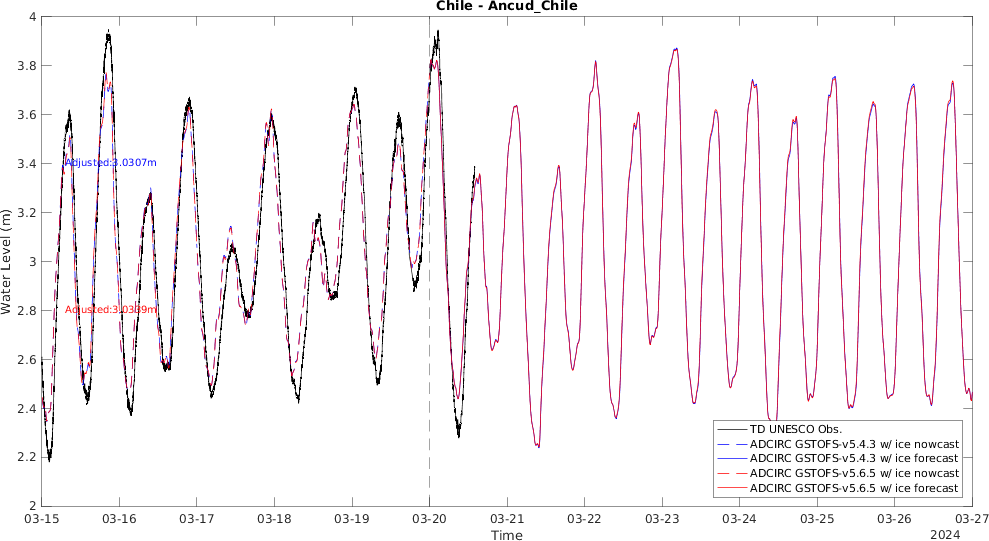 Chile - Ancud_Chile
4
3.8
3.6
3.4
3.2
3
2.8
2.6
2.4
2.2
2
Water Level (m)
Adjusted:3.0307m
Adjusted:3.0339m
TD UNESCO Obs.
ADCIRC GSTOFS-v5.4.3 w/ ice nowcast
ADCIRC GSTOFS-v5.4.3 w/ ice forecast
ADCIRC GSTOFS-v5.6.5 w/ ice nowcast
ADCIRC GSTOFS-v5.6.5 w/ ice forecast
03-15 03-16 03-17 03-18 03-19 03-20 03-21 03-22 03-23 03-24 03-25 03-26 03-27
Time
2024